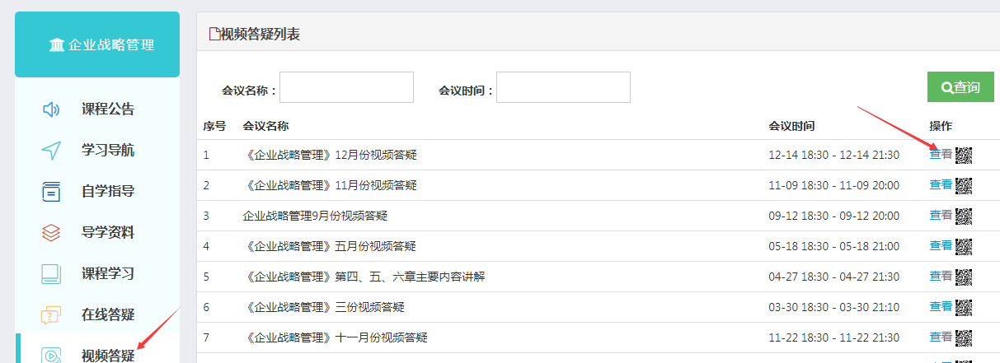 企业战略管理
课程公告
学习导航
自学指导
导学资料
课程学习
在线答疑
视频答疑
视频答疑列表
会议名称： 会议时间： 查询
序号 会议名称 会议时间 操作
1 《企业战略管理》12月份视频答疑 12-14 18:30 - 12-14 21:30 查看
2 《企业战略管理》11月份视频答疑 11-09 18:30 - 11-09 20:00 查看
3 企业战略管理9月份视频答疑 09-12 18:30 - 09-12 20:00 查看
4 《企业战略管理》五月份视频答疑 05-18 18:30 - 05-18 21:00 查看
5 《企业战略管理》第四、五、六章主要内容讲解 04-27 18:30 - 04-27 21:30 查看
6 《企业战略管理》三份视频答疑 03-30 18:30 - 03-30 21:10 查看
7 《企业战略管理》十一月份视频答疑 11-22 18:30 - 11-22 21:30 查看